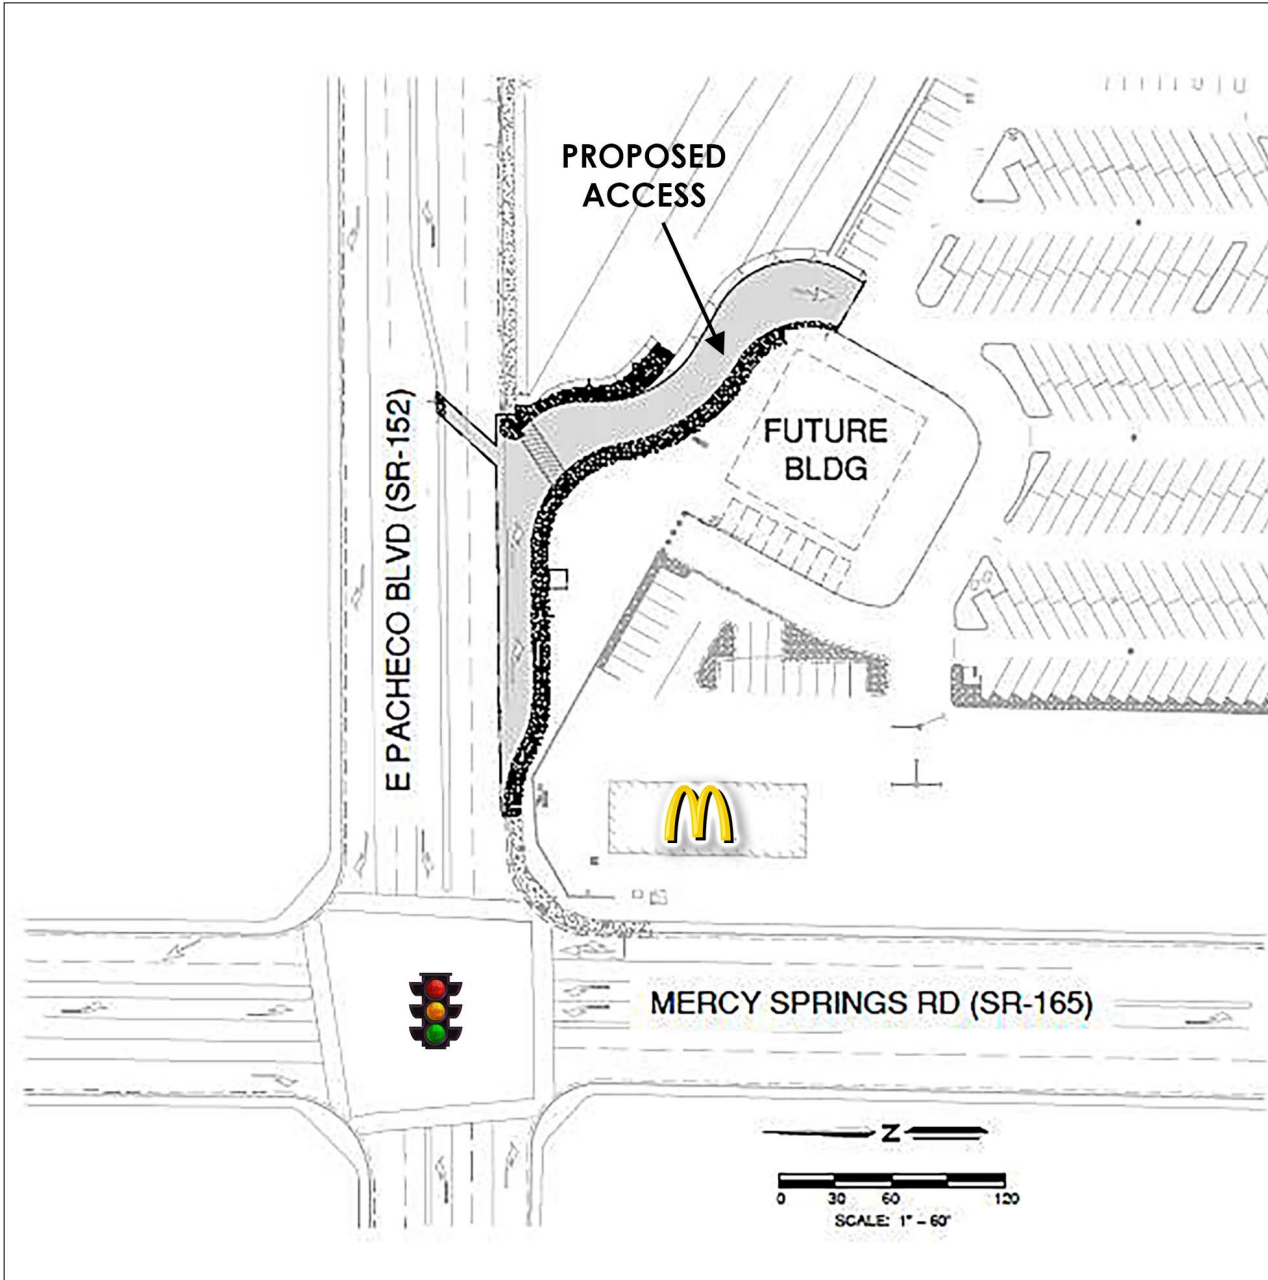 PROPOSED
ACCESS
E PACHECO BLVD (SR-152)
FUTURE
BLDG
MERCY SPRINGS RD (SR-165)
N
0 30 60 120
SCALE: 1" - 60'